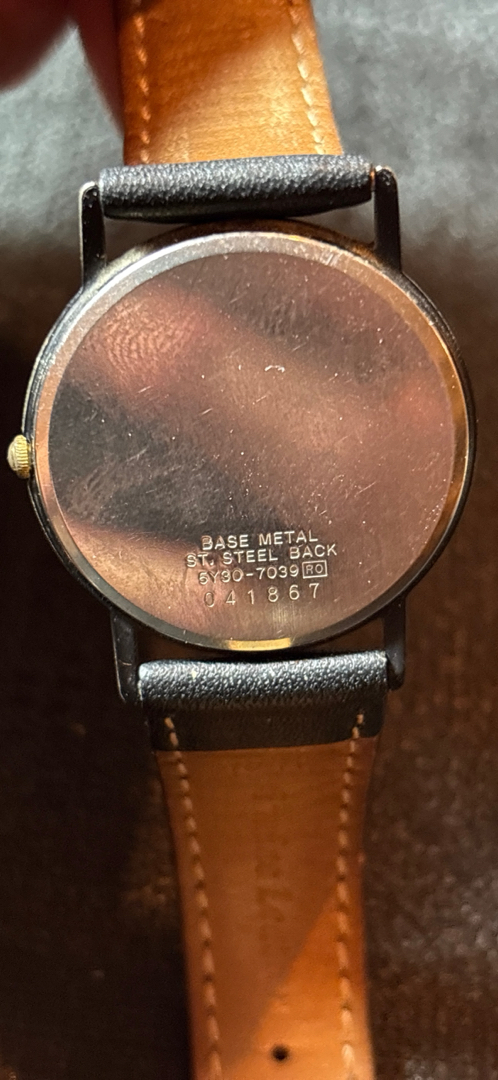 BASE METAL
ST. STEEL BACK
5Y30-7039 RO
041867